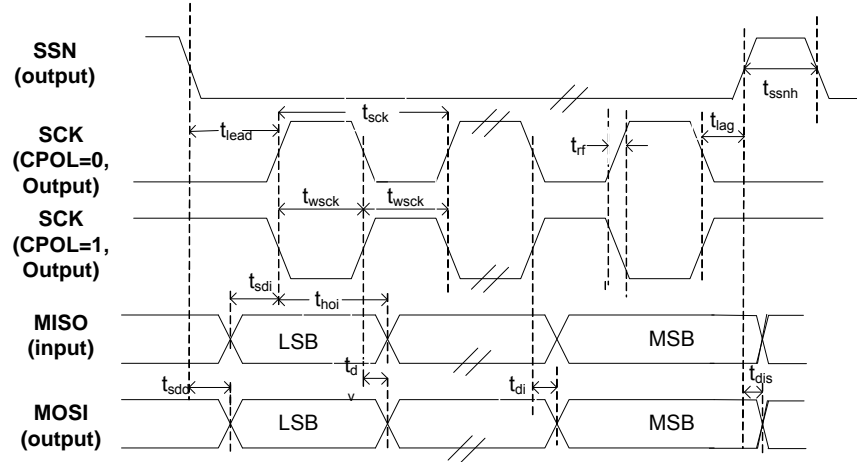 SSN
(output)
t_ssnh
SCK
(CPOL=0,
Output)
t_lead
t_sck
t_rf
t_lag
t_wsck
t_wsck
SCK
(CPOL=1,
Output)
t_sdi
t_hoi
MISO
(input)
LSB
MSB
t_sdd
t_d
v
t_di
t_dis
MOSI
(output)
LSB
MSB